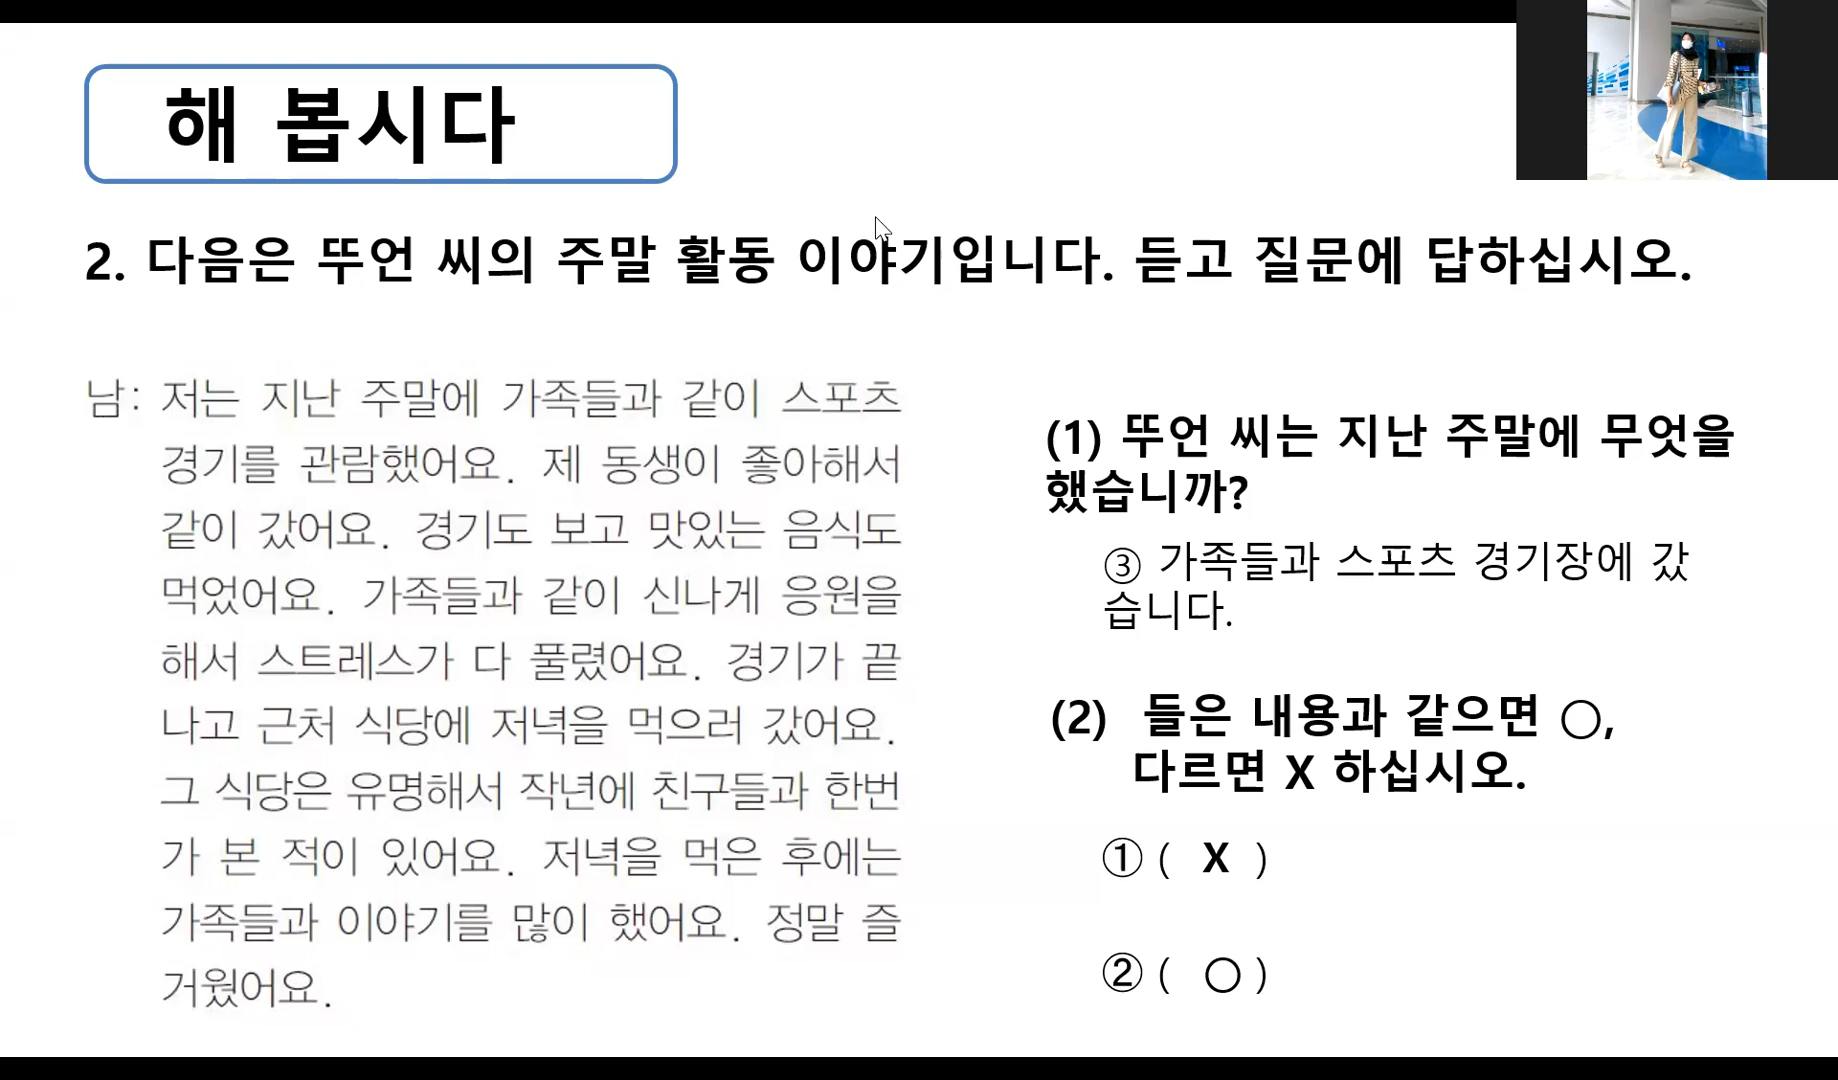 해 봅시다
2. 다음은 뚜언 씨의 주말 활동 이야기입니다. 듣고 질문에 답하십시오.
남: 저는 지난 주말에 가족들과 같이 스포츠
경기를 관람했어요. 제 동생이 좋아해서
같이 갔어요. 경기도 보고 맛있는 음식도
먹었어요. 가족들과 같이 신나게 응원을
해서 스트레스가 다 풀렸어요. 경기가 끝
나고 근처 식당에 저녁을 먹으러 갔어요.
그 식당은 유명해서 작년에 친구들과 한번
가 본 적이 있어요. 저녁을 먹은 후에는
가족들과 이야기를 많이 했어요. 정말 즐
거웠어요.
(1) 뚜언 씨는 지난 주말에 무엇을
했습니까?
③ 가족들과 스포츠 경기장에 갔
습니다.
(2) 들은 내용과 같으면 ○,
다르면 X 하십시오.
① ( X )
② ( ○ )